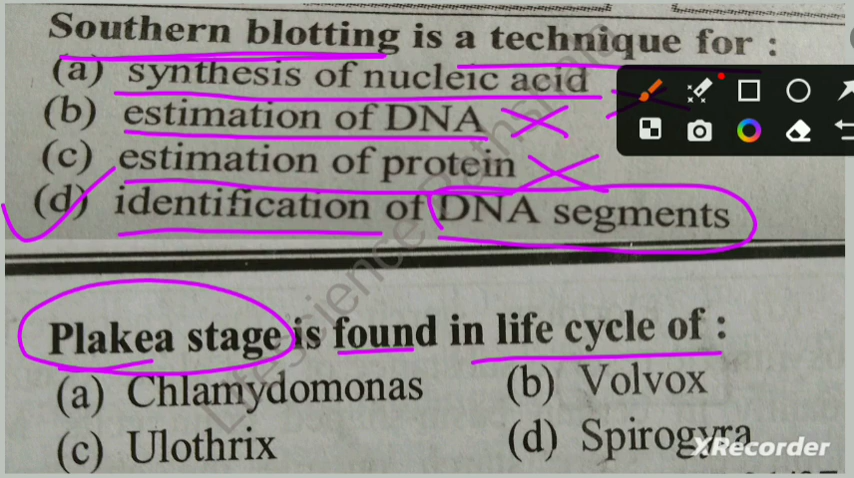 Southern blotting is a technique for :
(a) synthesis of nucleic acid
(b) estimation of DNA
(c) estimation of protein
(d) identification of DNA segments
Plakea stage is found in life cycle of :
(a) Chlamydomonas (b) Volvox
(c) Ulothrix (d) Spirogyra
XRecorder